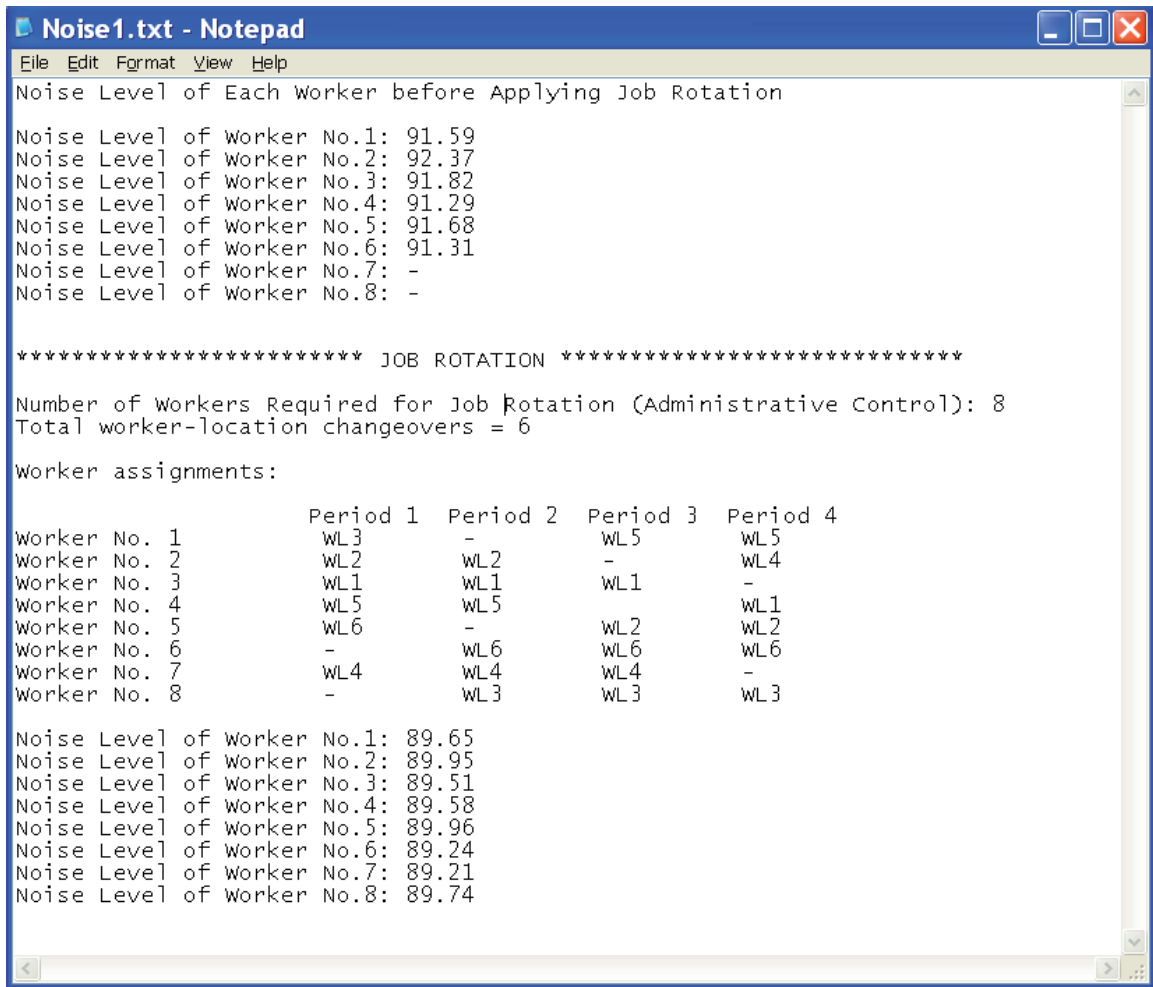 Noise1.txt - Notepad
File Edit Format View Help
Noise Level of Each Worker before Applying Job Rotation
Noise Level of Worker No.1: 91.59
Noise Level of Worker No.2: 92.37
Noise Level of Worker No.3: 91.82
Noise Level of Worker No.4: 91.29
Noise Level of Worker No.5: 91.68
Noise Level of Worker No.6: 91.31
Noise Level of Worker No.7: -
Noise Level of Worker No.8: -
************************* JOB ROTATION *****************************
Number of Workers Required for Job Rotation (Administrative Control): 8
Total worker-location changeovers = 6
Worker assignments:
Period 1 Period 2 Period 3 Period 4
Worker No. 1 WL3 - WL5 WL5
Worker No. 2 WL2 WL2 - WL4
Worker No. 3 WL1 WL1 WL1 -
Worker No. 4 WL5 WL5 WL1
Worker No. 5 WL6 - WL2 WL2
Worker No. 6 - WL6 WL6 WL6
Worker No. 7 WL4 WL4 WL4 -
Worker No. 8 - WL3 WL3 WL3
Noise Level of Worker No.1: 89.65
Noise Level of Worker No.2: 89.95
Noise Level of Worker No.3: 89.51
Noise Level of Worker No.4: 89.58
Noise Level of Worker No.5: 89.96
Noise Level of Worker No.6: 89.24
Noise Level of Worker No.7: 89.21
Noise Level of Worker No.8: 89.74